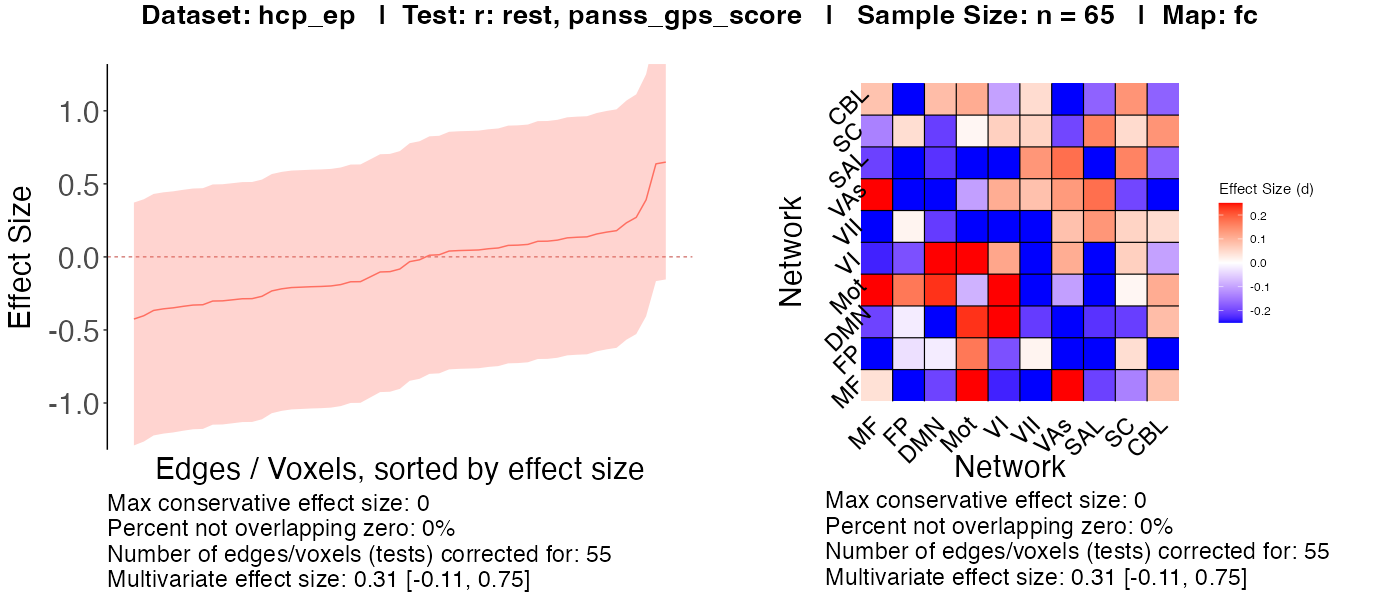 Dataset: hcp_ep | Test: r: rest, panss_gps_score | Sample Size: n = 65 | Map: fc
Effect Size
1.0
0.5
0.0
-0.5
-1.0
Edges / Voxels, sorted by effect size
Max conservative effect size: 0
Percent not overlapping zero: 0%
Number of edges/voxels (tests) corrected for: 55
Multivariate effect size: 0.31 [-0.11, 0.75]
Network
CBL
SC
SAL
VAs
VII
VI
Mot
DMN
FP
MF
MF FP DMN Mot VI VII VAs SAL SC CBL
Network
Effect Size (d)
0.2
0.1
0.0
-0.1
-0.2
Max conservative effect size: 0
Percent not overlapping zero: 0%
Number of edges/voxels (tests) corrected for: 55
Multivariate effect size: 0.31 [-0.11, 0.75]